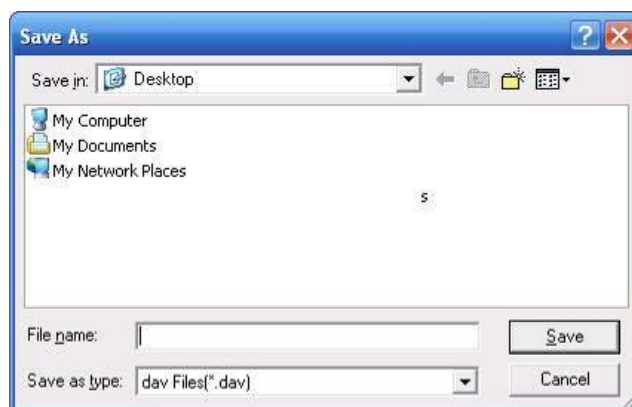 Save As
Save in: Desktop
My Computer
My Documents
My Network Places
s
File name: Save
Save as type: dav Files(*.dav) Cancel